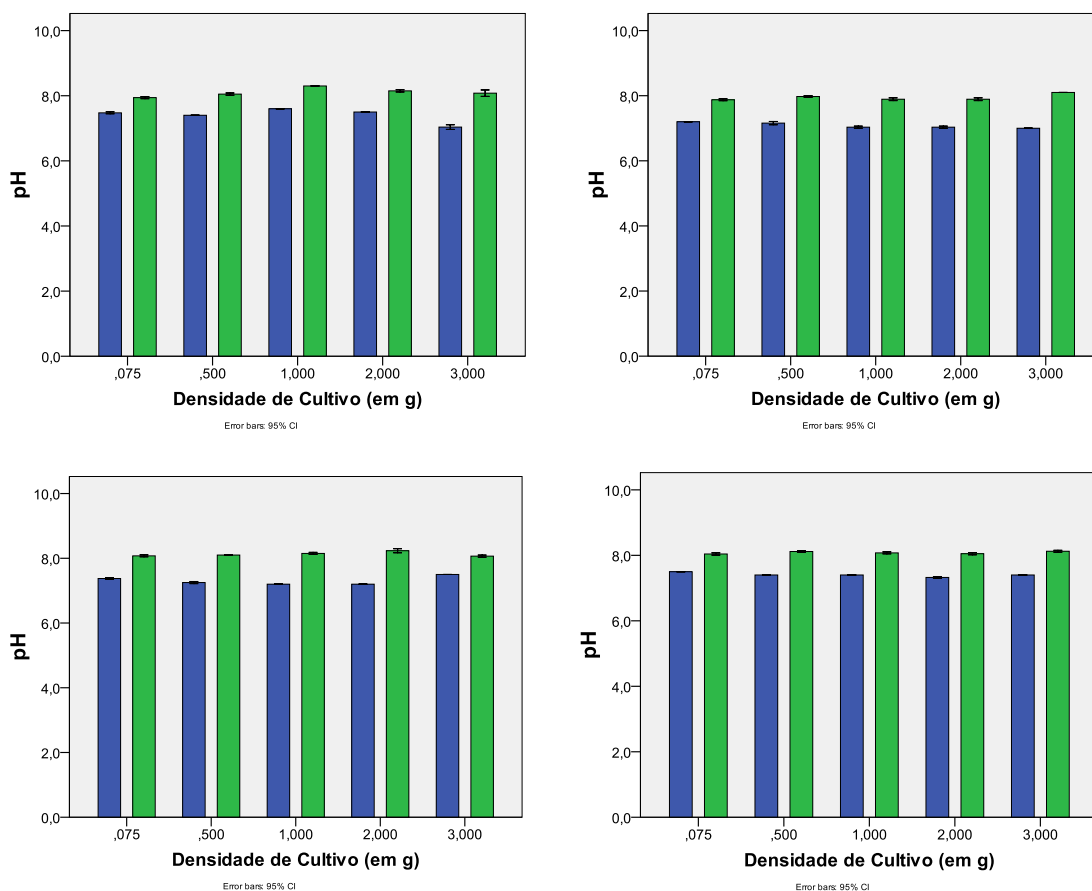 10,0
8,0
6,0
4,0
2,0
0,0
pH
,075 ,500 1,000 2,000 3,000
Densidade de Cultivo (em g)
Error bars: 95% CI
10,0
8,0
6,0
4,0
2,0
0,0
pH
,075 ,500 1,000 2,000 3,000
Densidade de Cultivo (em g)
Error bars: 95% CI
10,0
8,0
6,0
4,0
2,0
0,0
pH
,075 ,500 1,000 2,000 3,000
Densidade de Cultivo (em g)
Error bars: 95% CI
10,0
8,0
6,0
4,0
2,0
0,0
pH
,075 ,500 1,000 2,000 3,000
Densidade de Cultivo (em g)
Error bars: 95% CI